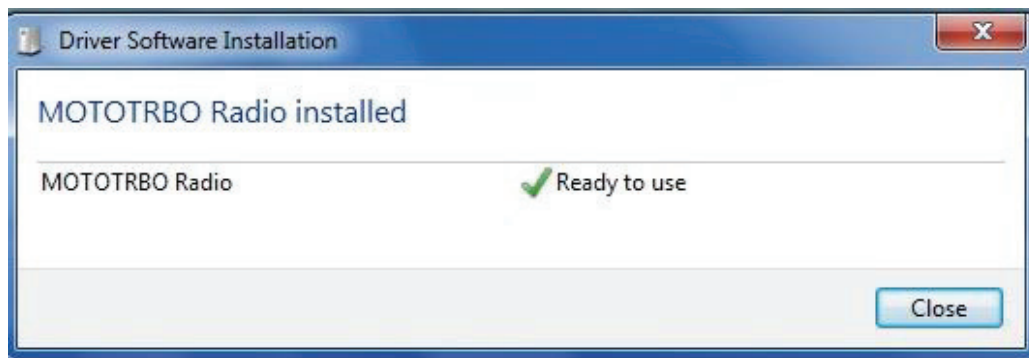 Driver Software Installation
MOTOTRBO Radio installed
MOTOTRBO Radio Ready to use
Close